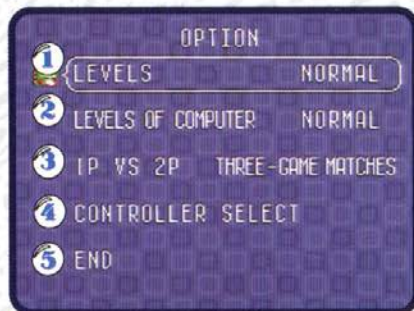 OPTION
1 LEVELS NORMAL
2 LEVELS OF COMPUTER NORMAL
3 1P VS 2P THREE-GAME MATCHES
4 CONTROLLER SELECT
5 END